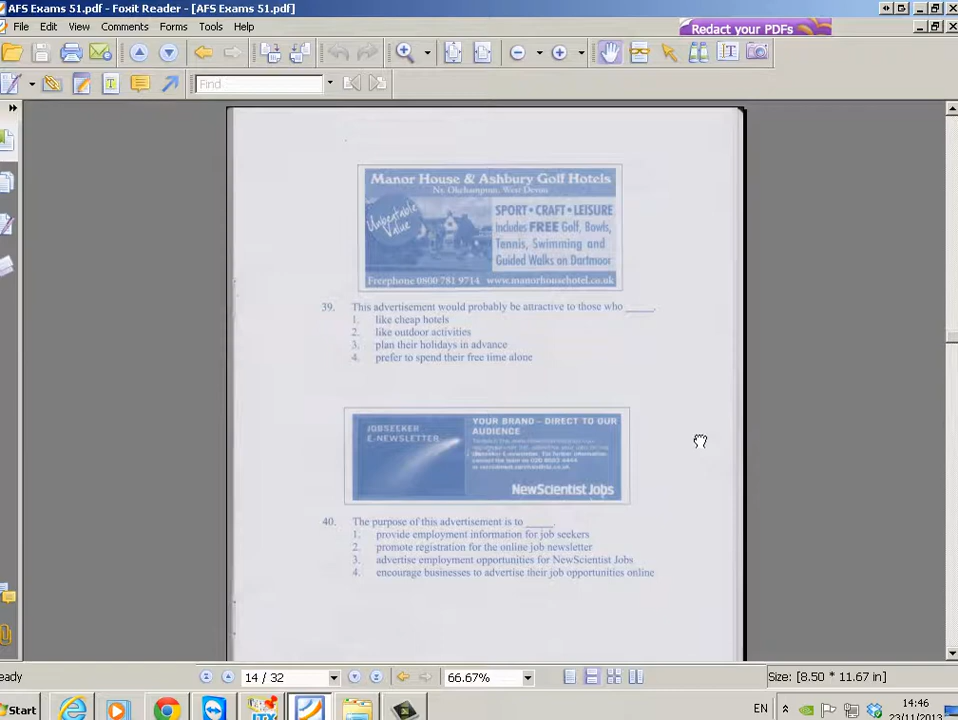 AFS Exams 51.pdf - Foxit Reader - [AFS Exams 51.pdf]
File Edit View Comments Forms Tools Help
Redact your PDFs
Find
Manor House & Ashbury Golf Hotels
Nr. Okehampton, West Devon
Unbeatable Value
SPORT • CRAFT • LEISURE
Includes FREE Golf, Bowls,
Tennis, Swimming and
Guided Walks on Dartmoor
Freephone 0800 781 9714 www.manorhousehotel.co.uk
39. This advertisement would probably be attractive to those who _____.
1. like cheap hotels
2. like outdoor activities
3. plan their holidays in advance
4. prefer to spend their free time alone
JOBSEEKER
E-NEWSLETTER
YOUR BRAND – DIRECT TO OUR
AUDIENCE
NewScientist Jobs
40. The purpose of this advertisement is to _____.
1. provide employment information for job seekers
2. promote registration for the online job newsletter
3. advertise employment opportunities for NewScientist Jobs
4. encourage businesses to advertise their job opportunities online
eady
14 / 32
66.67%
Size: [8.50 * 11.67 in]
Start
EN
14:46
23/11/2013